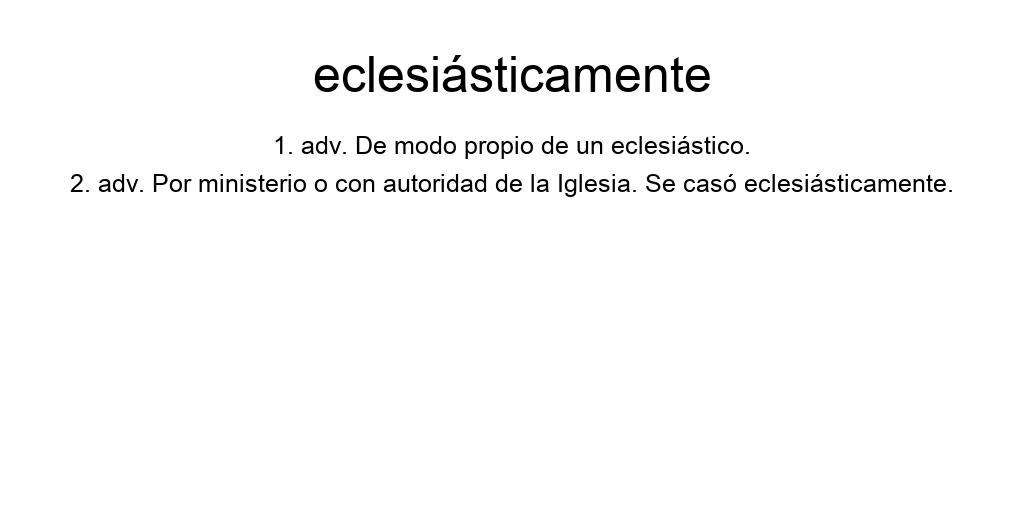 eclesiásticamente
1. adv. De modo propio de un eclesiástico.
2. adv. Por ministerio o con autoridad de la Iglesia. Se casó eclesiásticamente.